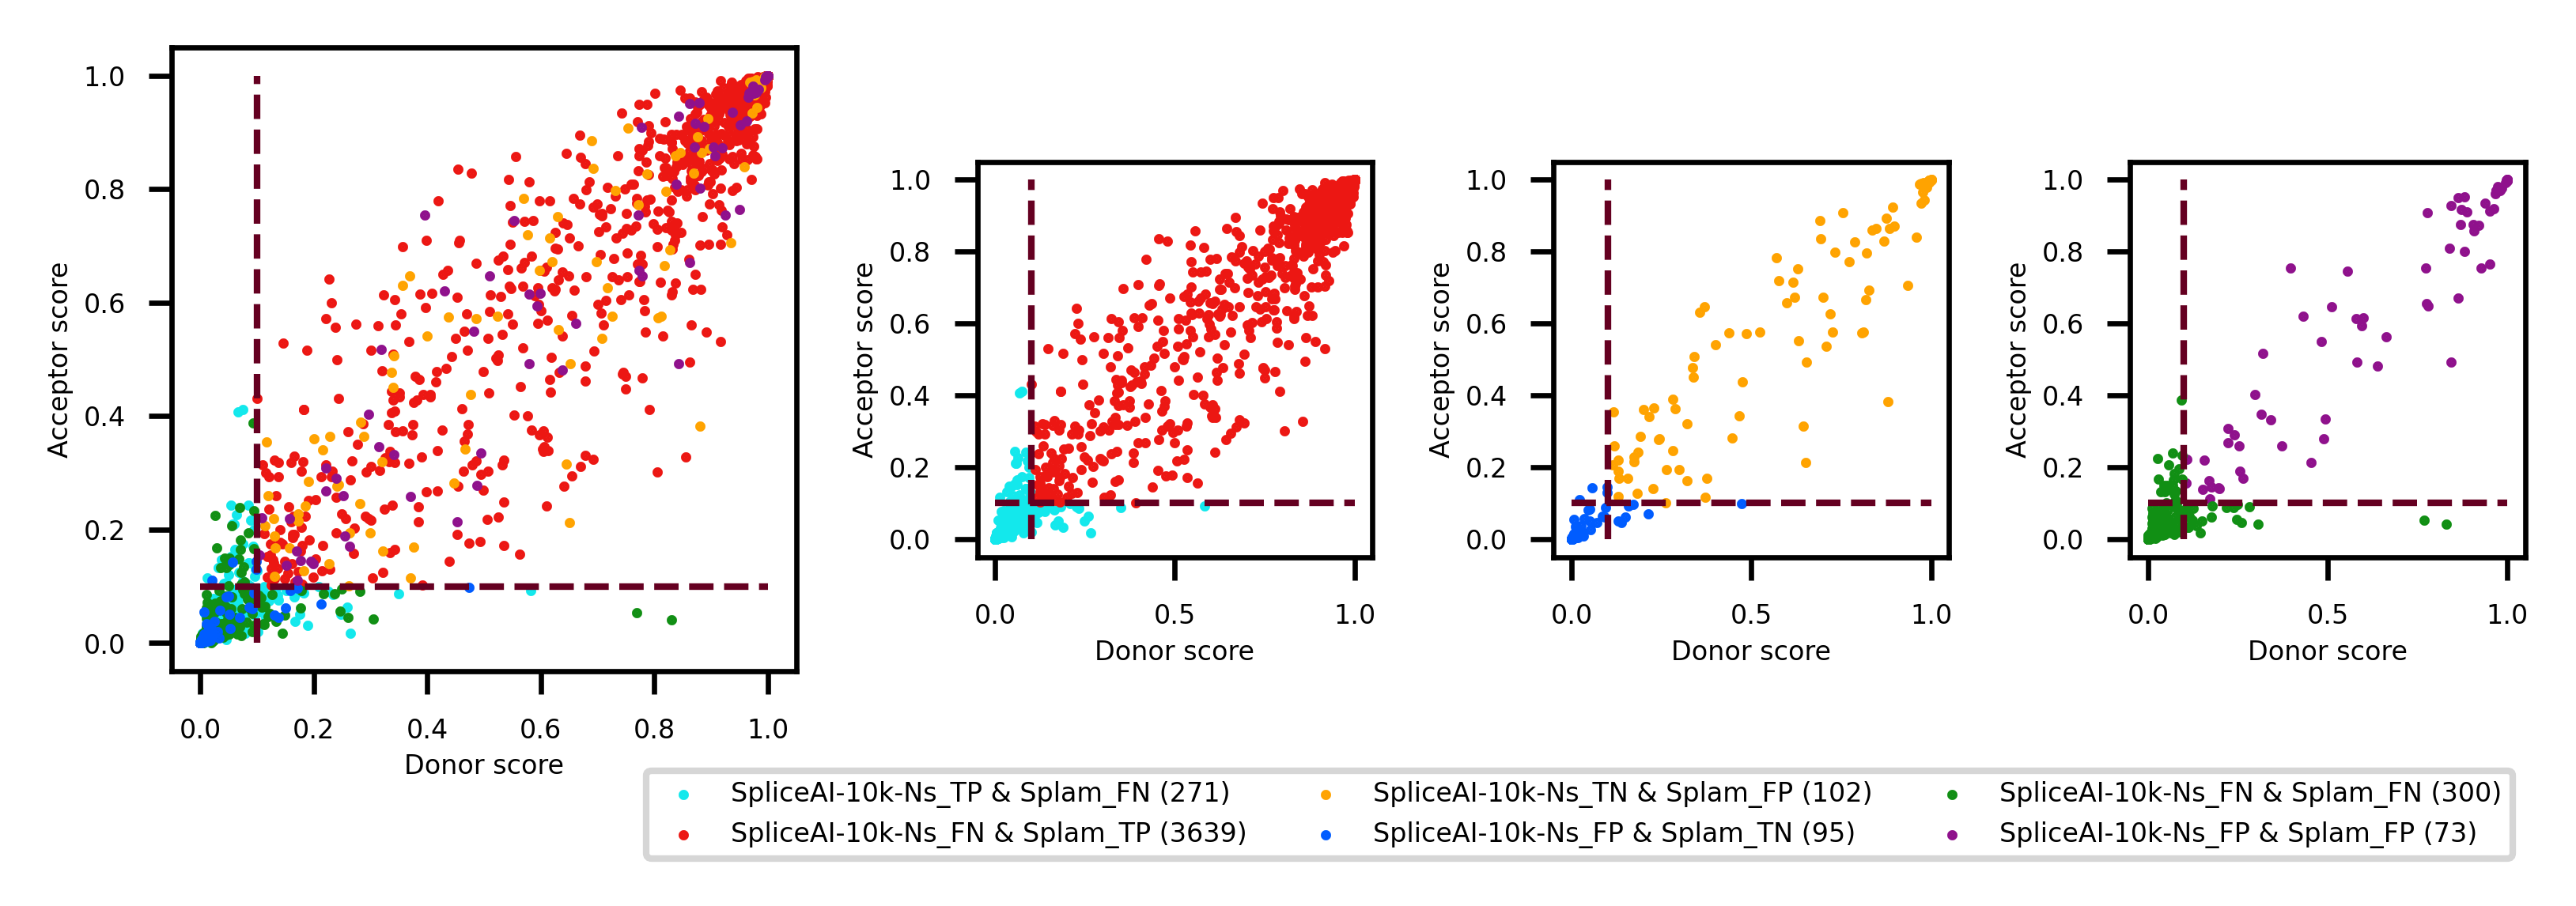 1.0
0.8
0.6
0.4
0.2
0.0
Acceptor score
0.0 0.2 0.4 0.6 0.8 1.0
Donor score
1.0
0.8
0.6
0.4
0.2
0.0
Acceptor score
0.0 0.5 1.0
Donor score
1.0
0.8
0.6
0.4
0.2
0.0
Acceptor score
0.0 0.5 1.0
Donor score
1.0
0.8
0.6
0.4
0.2
0.0
Acceptor score
0.0 0.5 1.0
Donor score
SpliceAI-10k-Ns_TP & Splam_FN (271)
SpliceAI-10k-Ns_FN & Splam_TP (3639)
SpliceAI-10k-Ns_TN & Splam_FP (102)
SpliceAI-10k-Ns_FP & Splam_TN (95)
SpliceAI-10k-Ns_FN & Splam_FN (300)
SpliceAI-10k-Ns_FP & Splam_FP (73)